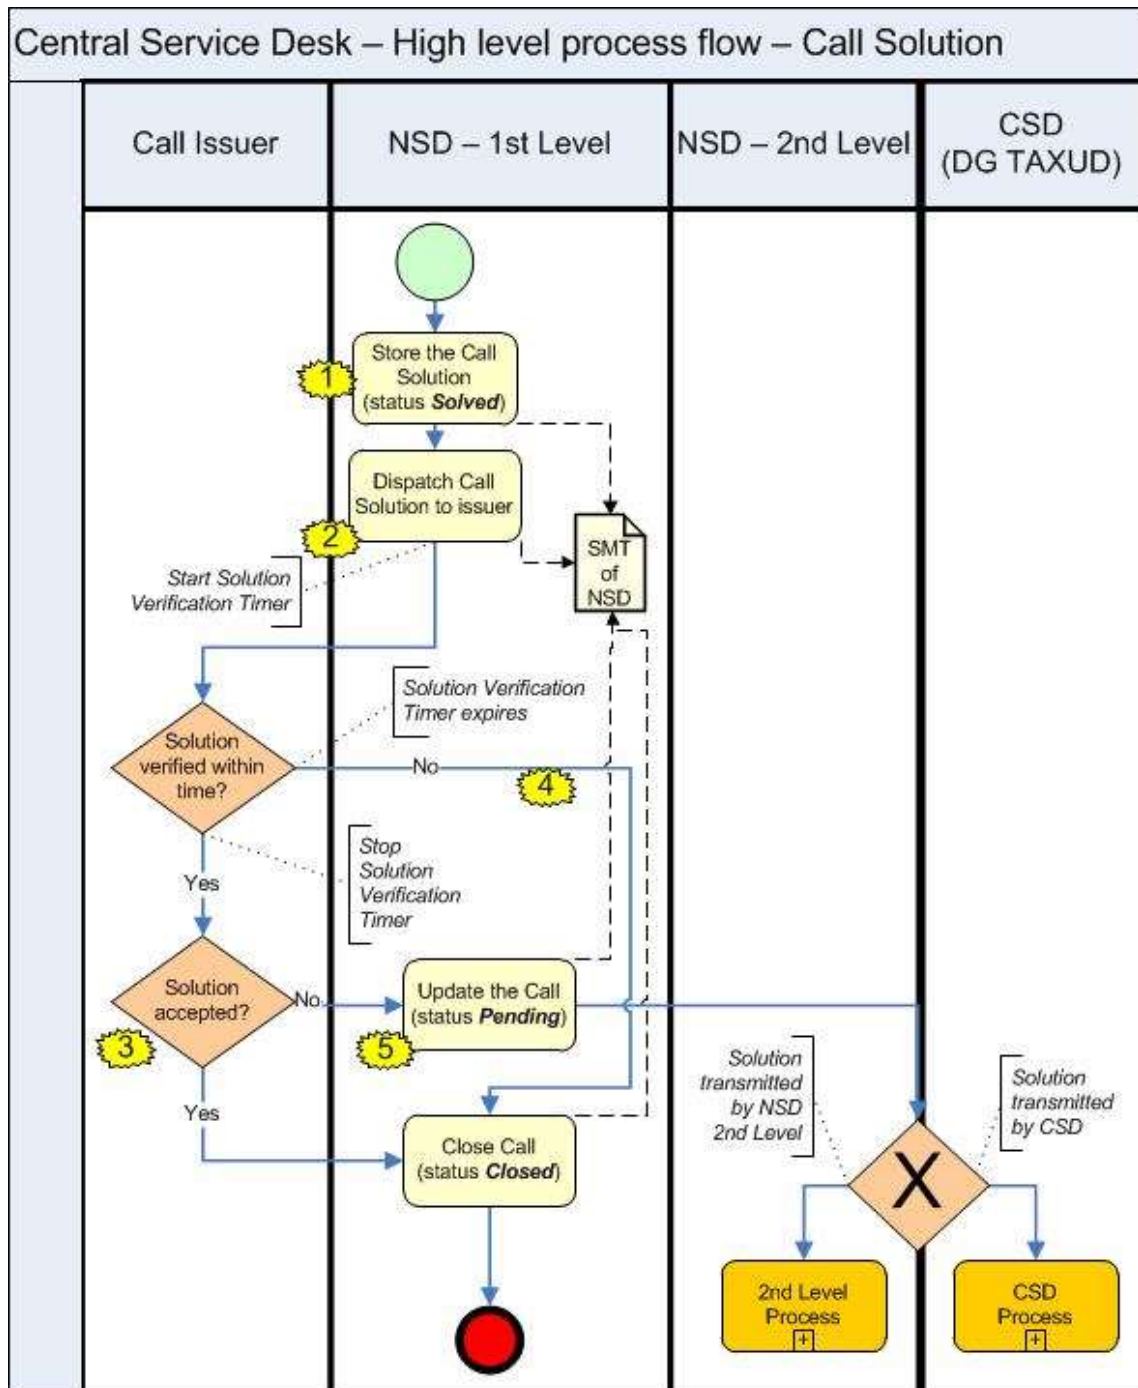 Central Service Desk – High level process flow – Call Solution
Call Issuer
NSD – 1st Level
NSD – 2nd Level
CSD
(DG TAXUD)
Store the Call
Solution
(status Solved)
1
Dispatch Call
Solution to issuer
2
SMT
of
NSD
Start Solution
Verification Timer
Solution Verification
Timer expires
Solution
verified within
time?
No
4
Stop
Solution
Verification
Timer
Yes
Solution
accepted?
No
3
Update the Call
(status Pending)
5
Solution
transmitted
by NSD
2nd Level
Solution
transmitted
by CSD
Yes
Close Call
(status Closed)
X
2nd Level
Process
+
CSD
Process
+